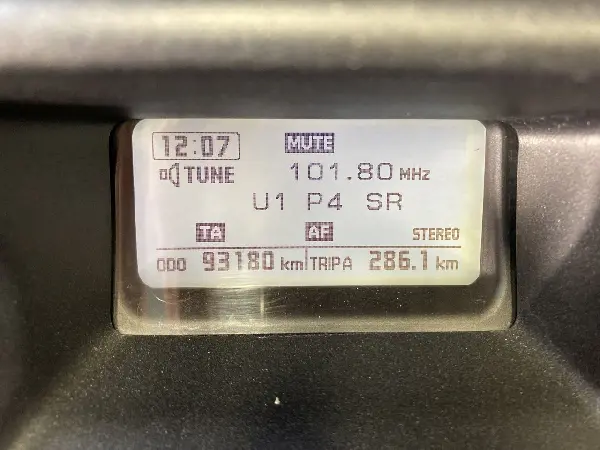 12:07 MUTE
TUNE 101.80 MHz
U1 P4 SR
TA AF STEREO
ODO 93180 km TRIP A 286.1 km